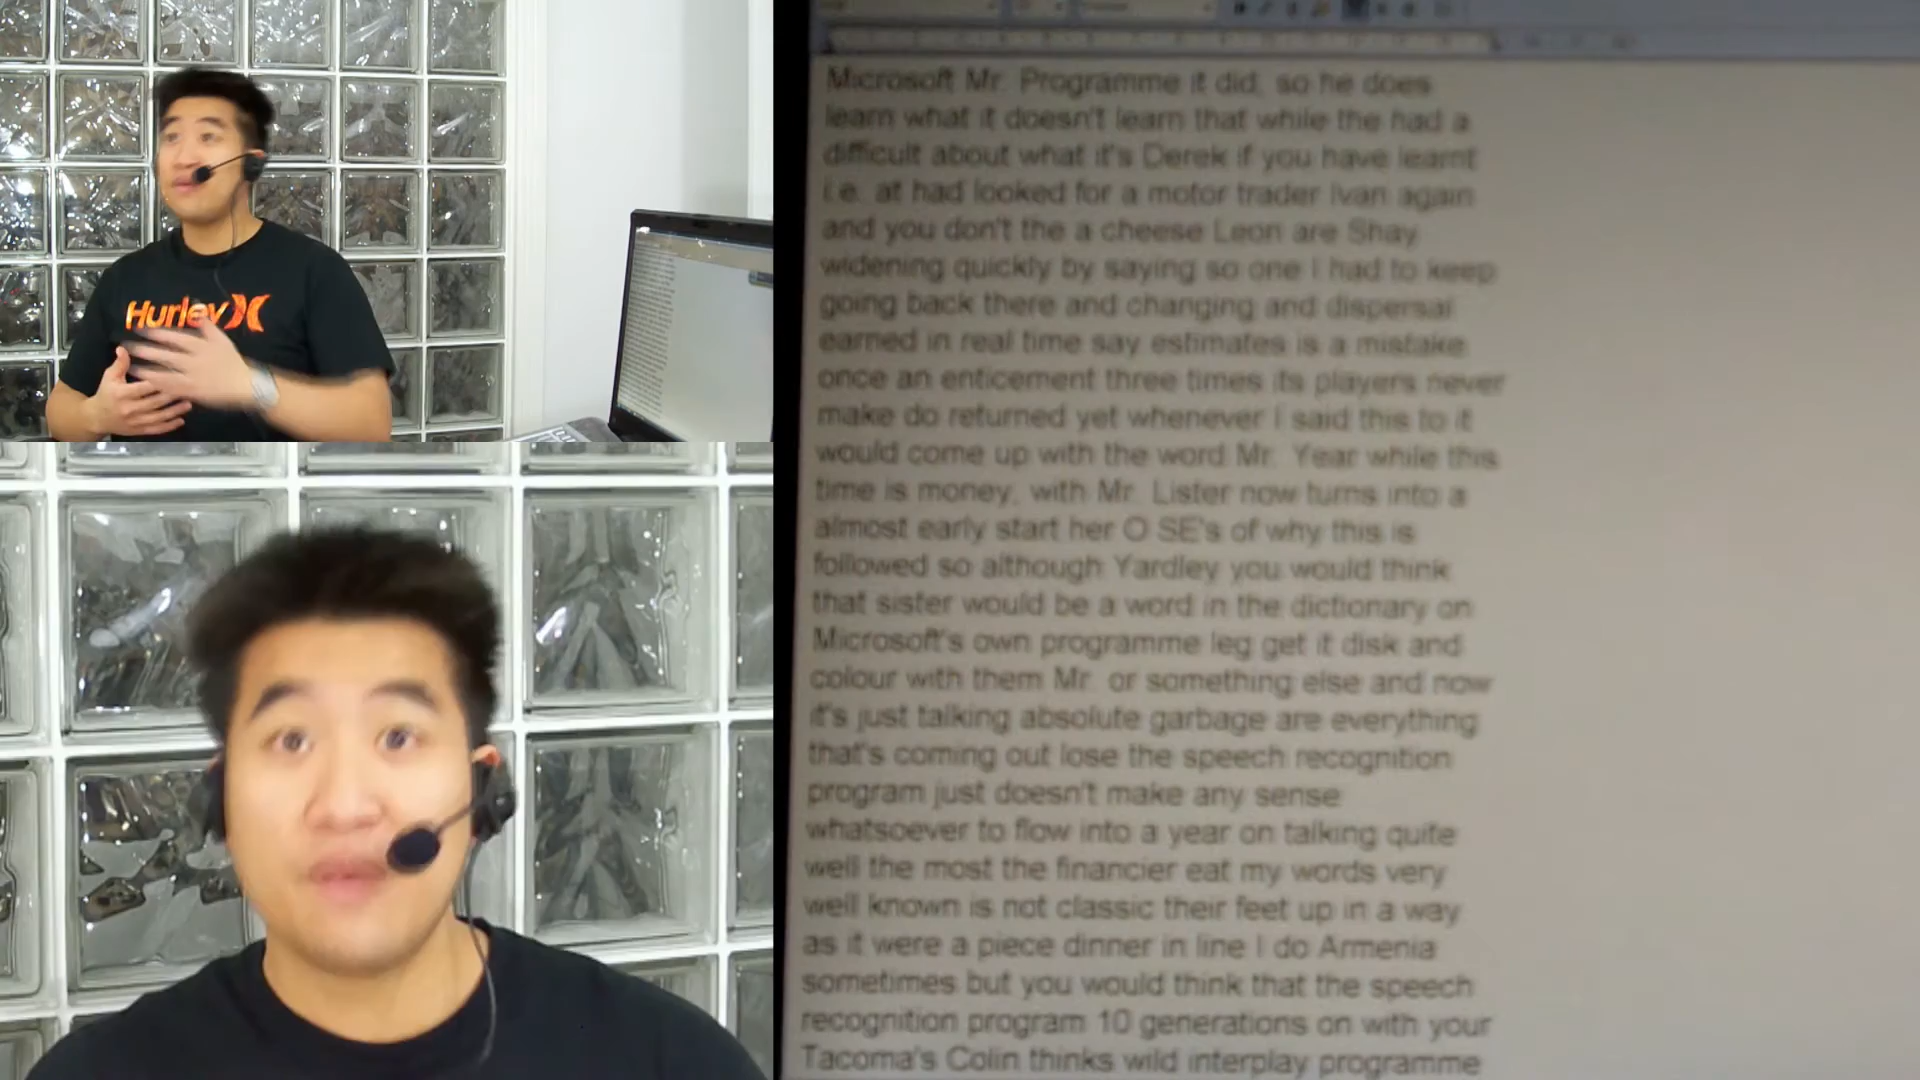 Hurley
Microsoft Mr. Programme it did, so he does
learn what it doesn't learn that while the had a
difficult about what it's Derek if you have learnt
i.e. at had looked for a motor trader Ivan again
and you don't the a cheese Leon are Shay
widening quickly by saying so one I had to keep
going back there and changing and dispersal
earned in real time say estimates is a mistake
once an enticement three times its players never
make do returned yet whenever I said this to it
would come up with the word Mr. Year while this
time is money, with Mr. Lister now turns into a
almost early start her O SE's of why this is
followed so although Yardley you would think
that sister would be a word in the dictionary on
Microsoft's own programme leg get it disk and
colour with them Mr. or something else and now
it's just talking absolute garbage are everything
that's coming out lose the speech recognition
program just doesn't make any sense
whatsoever to flow into a year on talking quite
well the most the financier eat my words very
well known is not classic their feet up in a way
as it were a piece dinner in line I do Armenia
sometimes but you would think that the speech
recognition program 10 generations on with your
Tacoma's Colin thinks wild interplay programme